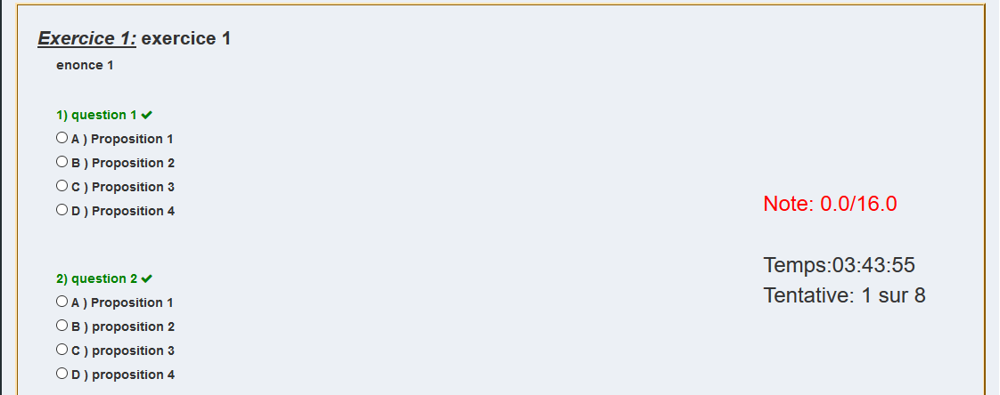 Exercice 1: exercice 1
enonce 1
1) question 1 ✔
A ) Proposition 1
B ) Proposition 2
C ) Proposition 3
D ) Proposition 4
2) question 2 ✔
A ) Proposition 1
B ) proposition 2
C ) proposition 3
D ) proposition 4
Note: 0.0/16.0
Temps:03:43:55
Tentative: 1 sur 8